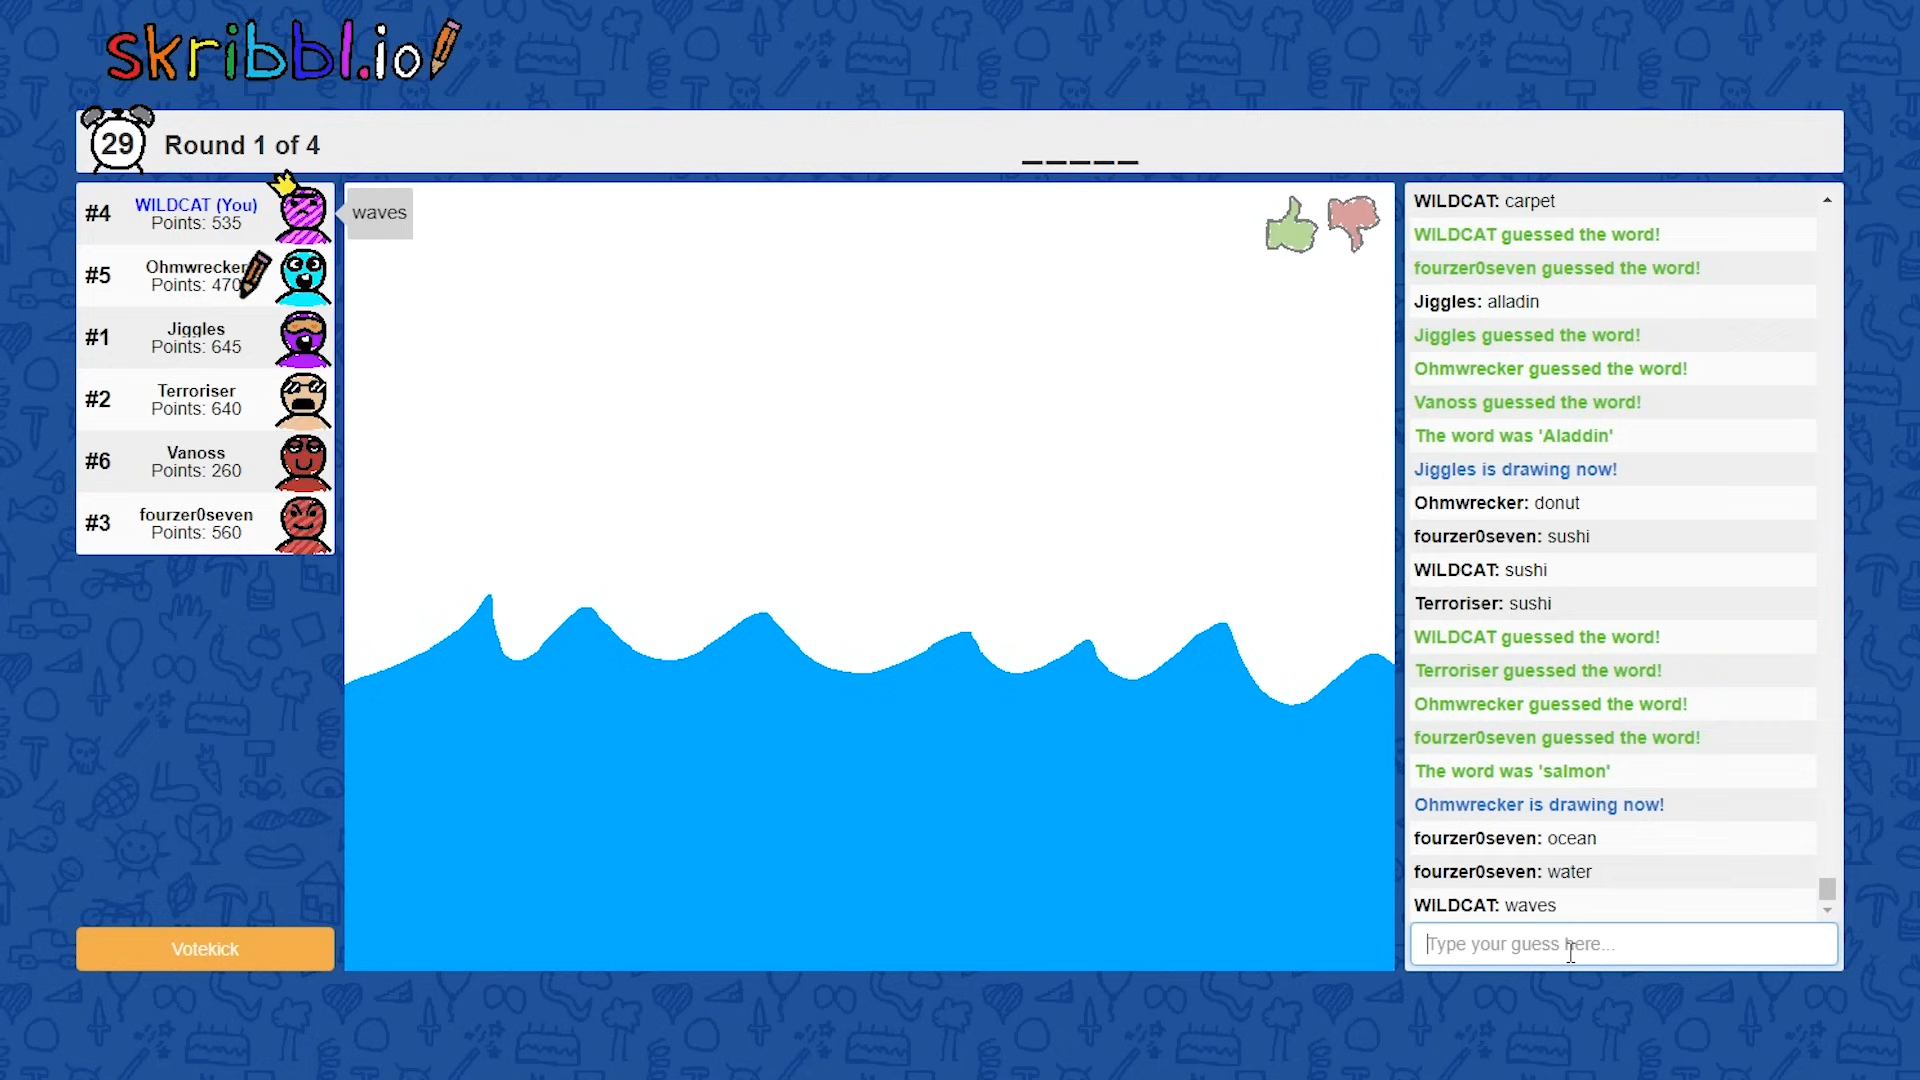 skribbl.io
29
Round 1 of 4
_____
#4
WILDCAT (You)
Points: 535
#5
Ohmwrecker
Points: 470
#1
Jiggles
Points: 645
#2
Terroriser
Points: 640
#6
Vanoss
Points: 260
#3
fourzer0seven
Points: 560
Votekick
waves
WILDCAT: carpet
WILDCAT guessed the word!
fourzer0seven guessed the word!
Jiggles: alladin
Jiggles guessed the word!
Ohmwrecker guessed the word!
Vanoss guessed the word!
The word was 'Aladdin'
Jiggles is drawing now!
Ohmwrecker: donut
fourzer0seven: sushi
WILDCAT: sushi
Terroriser: sushi
WILDCAT guessed the word!
Terroriser guessed the word!
Ohmwrecker guessed the word!
fourzer0seven guessed the word!
The word was 'salmon'
Ohmwrecker is drawing now!
fourzer0seven: ocean
fourzer0seven: water
WILDCAT: waves
Type your guess here...